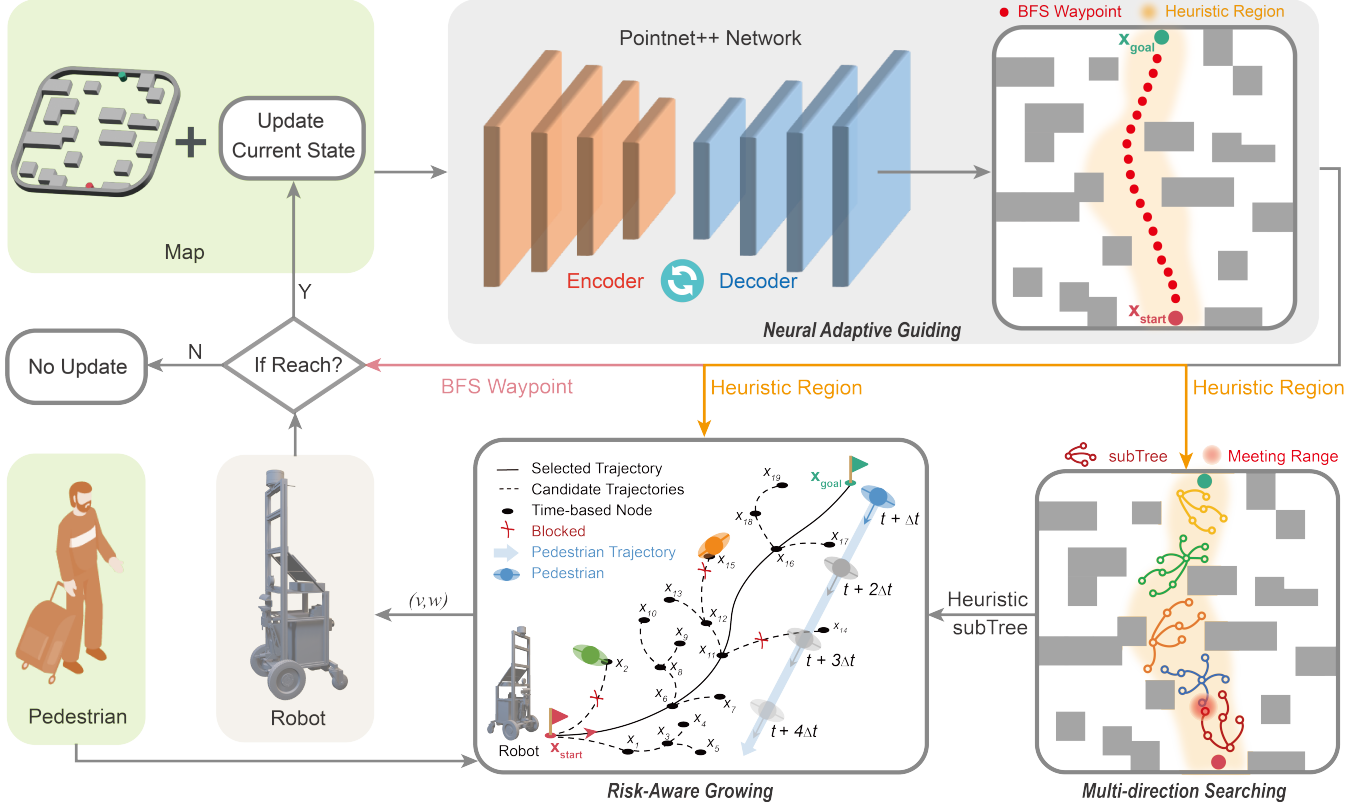 Pointnet++ Network
BFS Waypoint
Heuristic Region
x_goal
Update
Current State
Map
Encoder
Decoder
x_start
Neural Adaptive Guiding
Y
N
No Update
If Reach?
BFS Waypoint
Heuristic Region
Heuristic Region
subTree
Meeting Range
Selected Trajectory
Candidate Trajectories
Time-based Node
Blocked
Pedestrian Trajectory
Pedestrian
x_19
x_goal
x_18
t + Δt
x_17
x_16
x_15
t + 2Δt
x_13
x_10
x_12
x_9
x_14
x_11
t + 3Δt
x_2
x_8
x_6
x_7
x_4
t + 4Δt
x_3
x_1
x_5
Robot
x_start
(v,w)
Heuristic
subTree
Pedestrian
Robot
Risk-Aware Growing
Multi-direction Searching